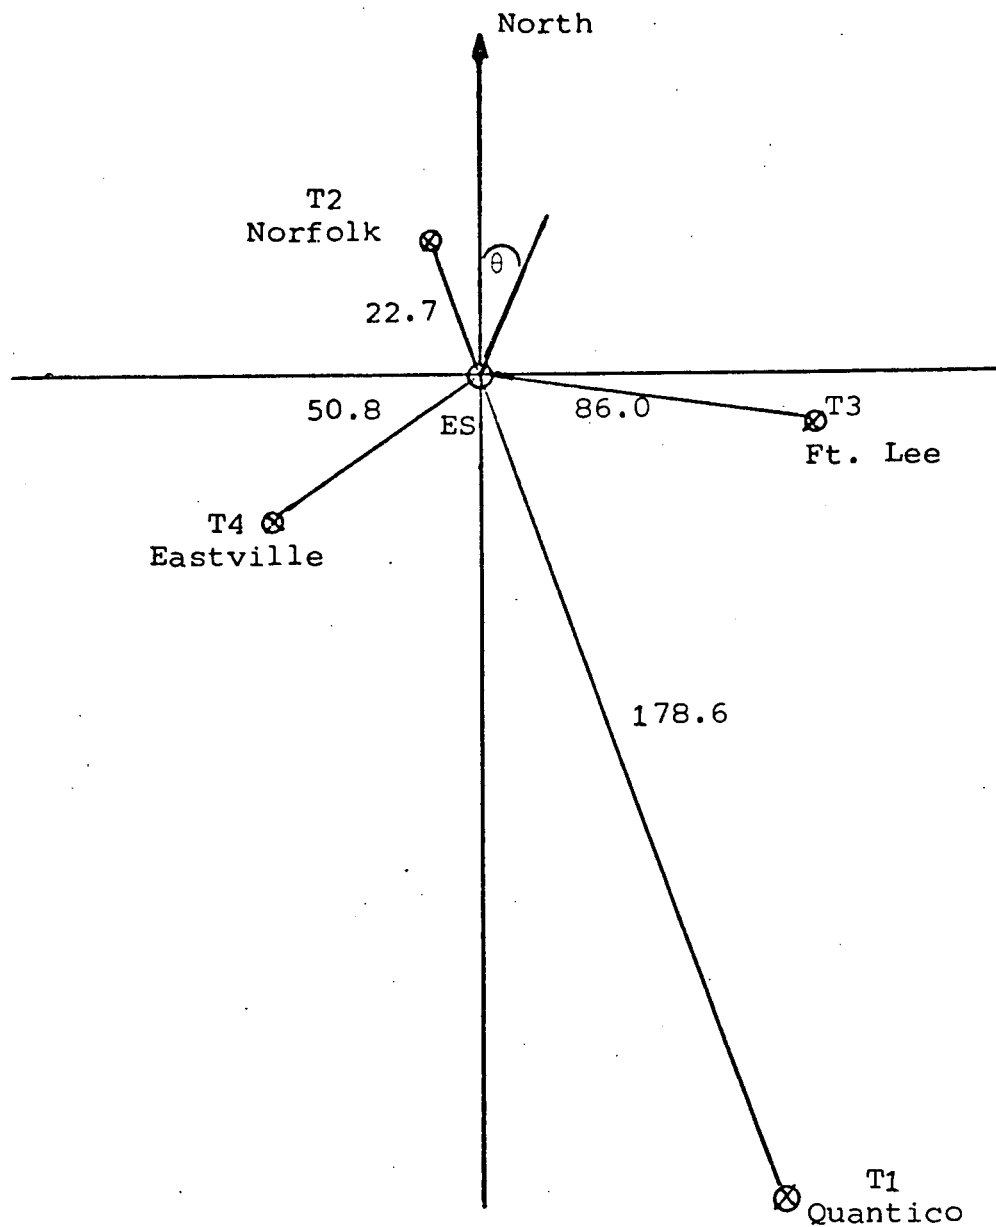 North
T2
Norfolk
θ
22.7
50.8
ES
86.0
T3
Ft. Lee
T4
Eastville
178.6
T1
Quantico